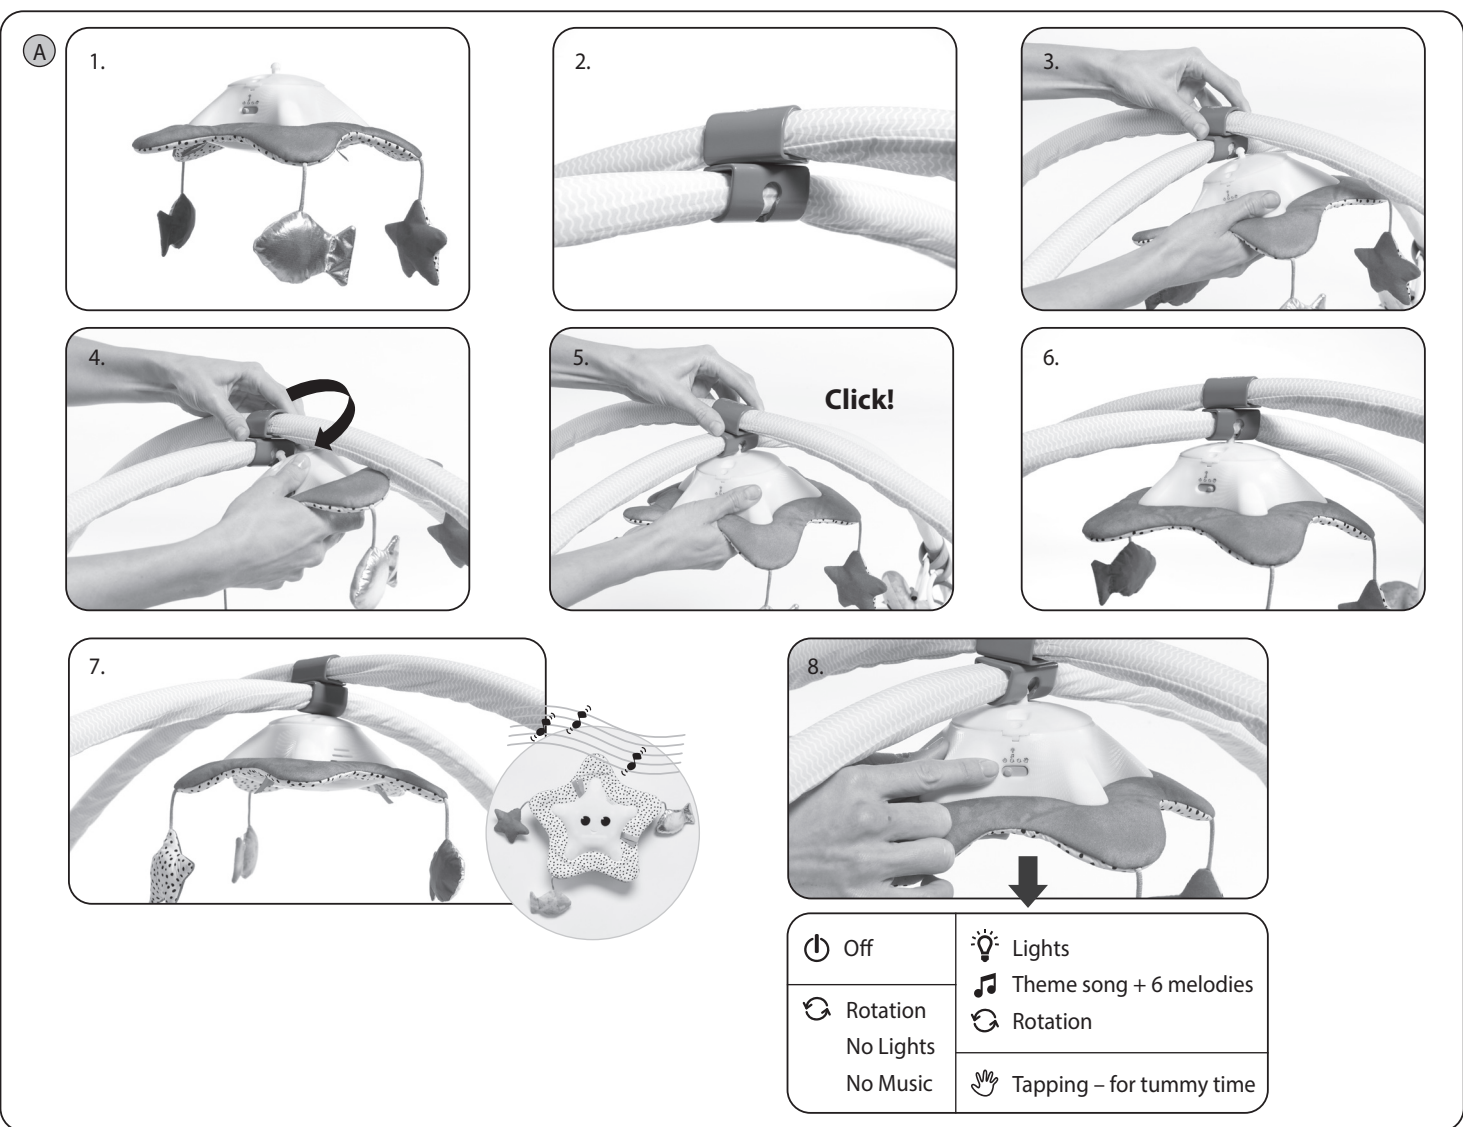 A
1.
2.
3.
4.
5.
Click!
6.
7.
8.
Off
Rotation
No Lights
No Music
Lights
Theme song + 6 melodies
Rotation
Tapping – for tummy time